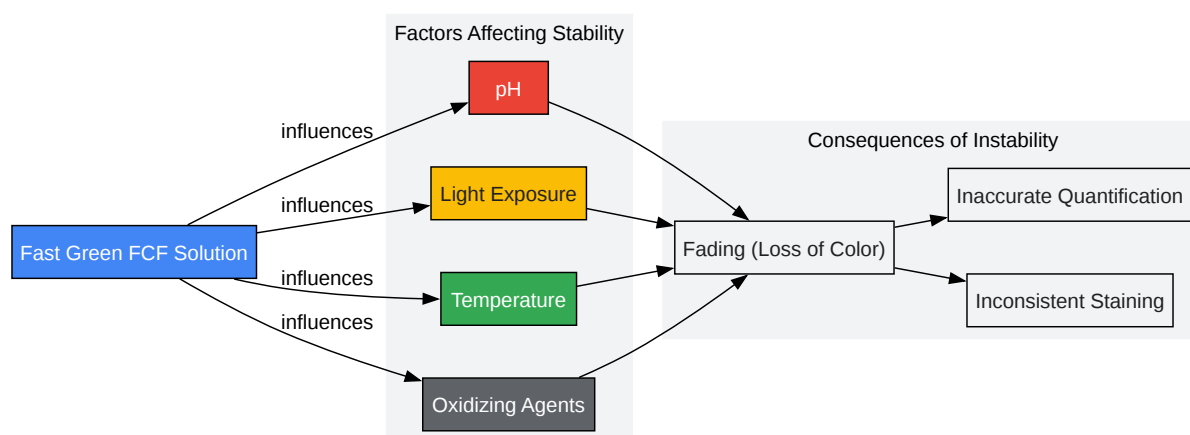 Factors Affecting Stability
pH
influences
Consequences of Instability
Light Exposure
Inaccurate Quantification
influences
Fast Green FCF Solution
Fading (Loss of Color)
influences
Temperature
Inconsistent Staining
influences
Oxidizing Agents